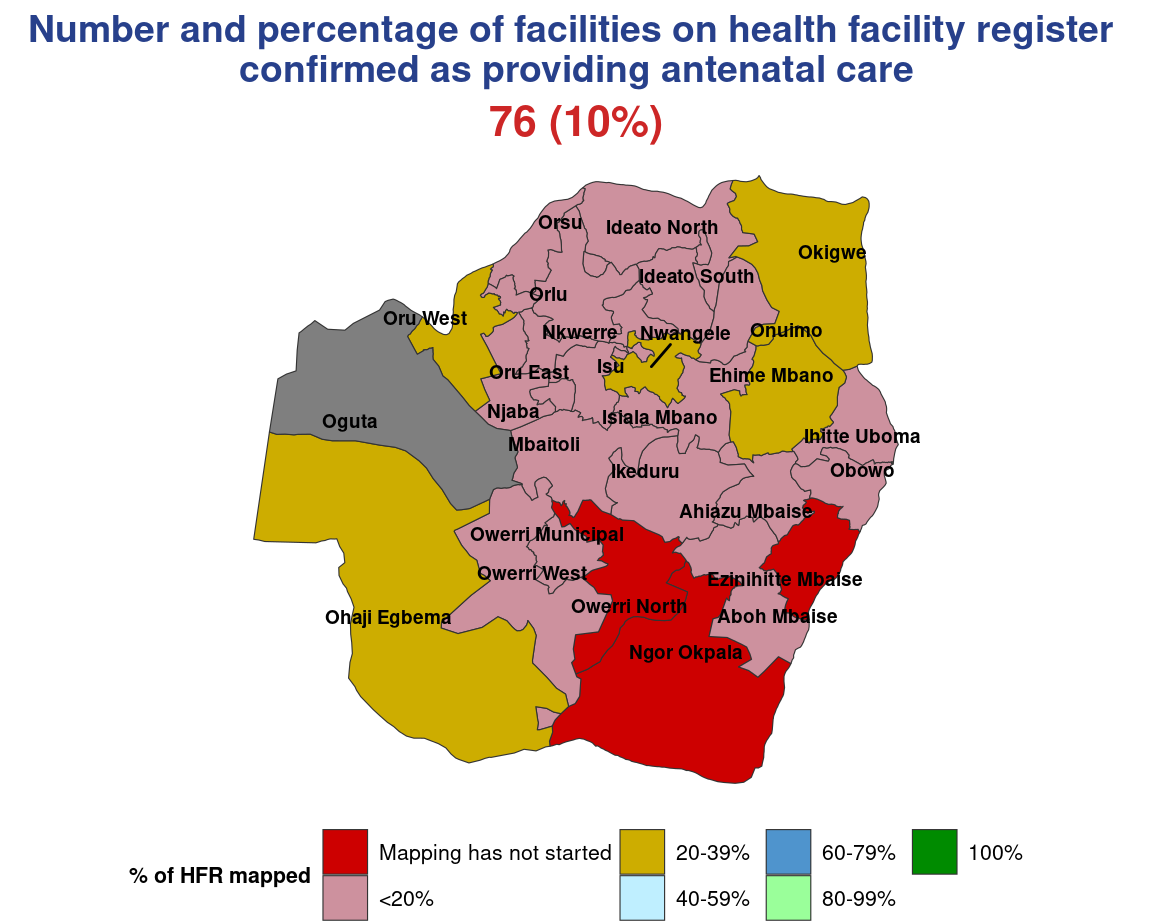 Number and percentage of facilities on health facility register
confirmed as providing antenatal care
76 (10%)
Orsu
Ideato North
Okigwe
Ideato South
Orlu
Oru West
Nkwerre
Nwangele
Onuimo
Isu
Oru East
Ehime Mbano
Njaba
Isiala Mbano
Oguta
Ihitte Uboma
Mbaitoli
Ikeduru
Obowo
Ahiazu Mbaise
Owerri Municipal
Owerri West
Ezinihitte Mbaise
Owerri North
Aboh Mbaise
Ohaji Egbema
Ngor Okpala
% of HFR mapped
Mapping has not started
<20%
20-39%
40-59%
60-79%
80-99%
100%